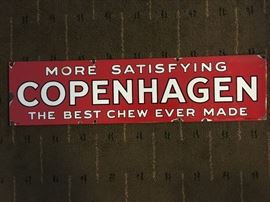 MORE SATISFYING
COPENHAGEN
THE BEST CHEW EVER MADE